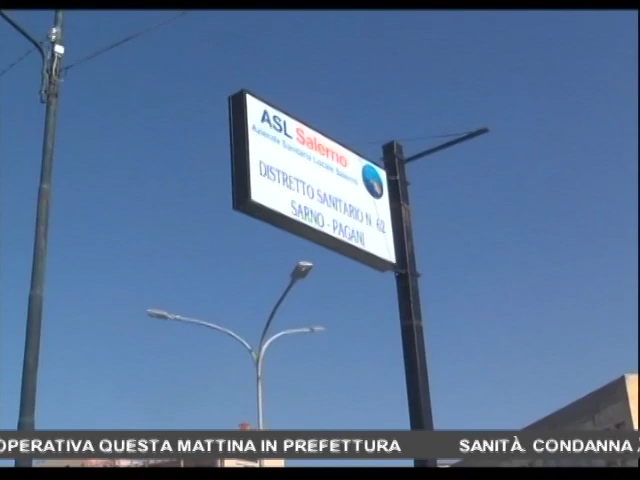 ASL Salerno
Azienda Sanitaria Locale Salerno
DISTRETTO SANITARIO N. 62
SARNO - PAGANI
OPERATIVA QUESTA MATTINA IN PREFETTURA SANITÀ. CONDANNA